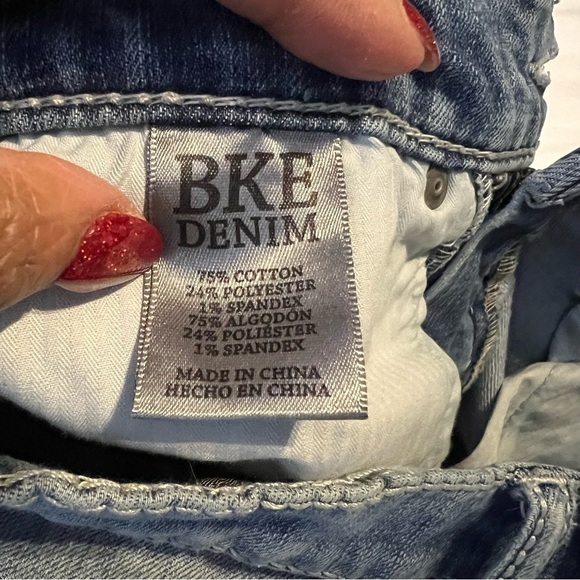 BKE
DENIM
75% COTTON
24% POLYESTER
1% SPANDEX
75% ALGODÓN
24% POLIÉSTER
1% SPANDEX
MADE IN CHINA
HECHO EN CHINA